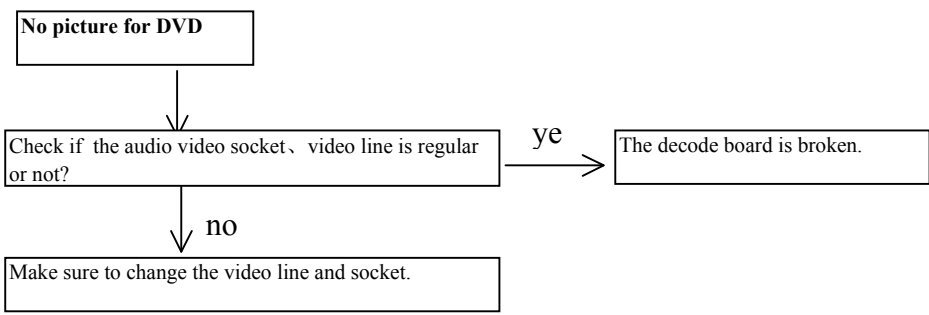 No picture for DVD
Check if the audio video socket、video line is regular
or not?
ye
The decode board is broken.
no
Make sure to change the video line and socket.